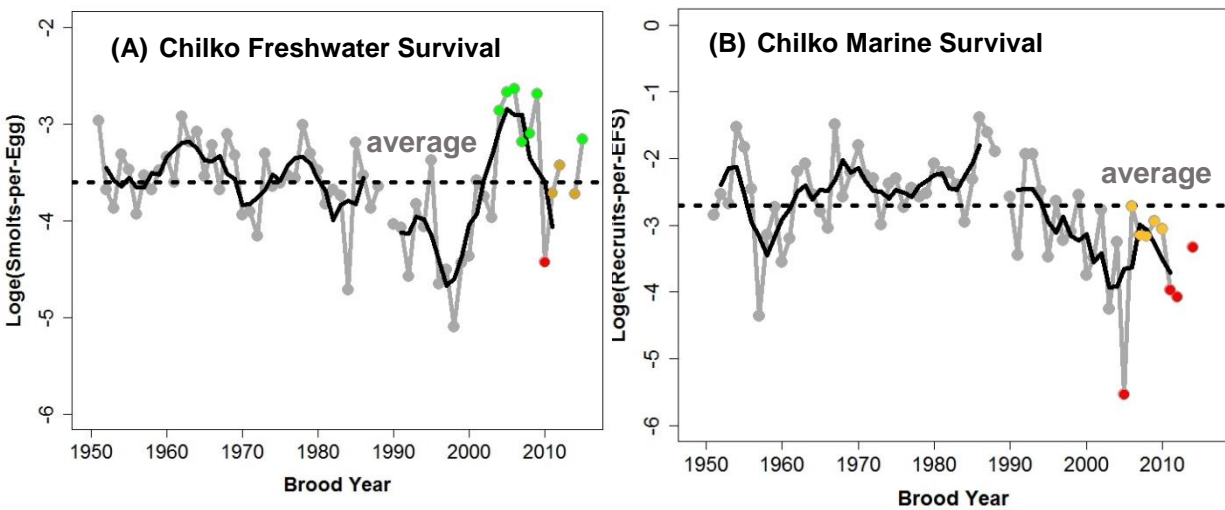 (A) Chilko Freshwater Survival
average
Loge(Smolts-per-Egg)
-2
-3
-4
-5
-6
1950 1960 1970 1980 1990 2000 2010
Brood Year
(B) Chilko Marine Survival
average
Loge(Recruits-per-EFS)
-0
-1
-2
-3
-4
-5
-6
1950 1960 1970 1980 1990 2000 2010
Brood Year